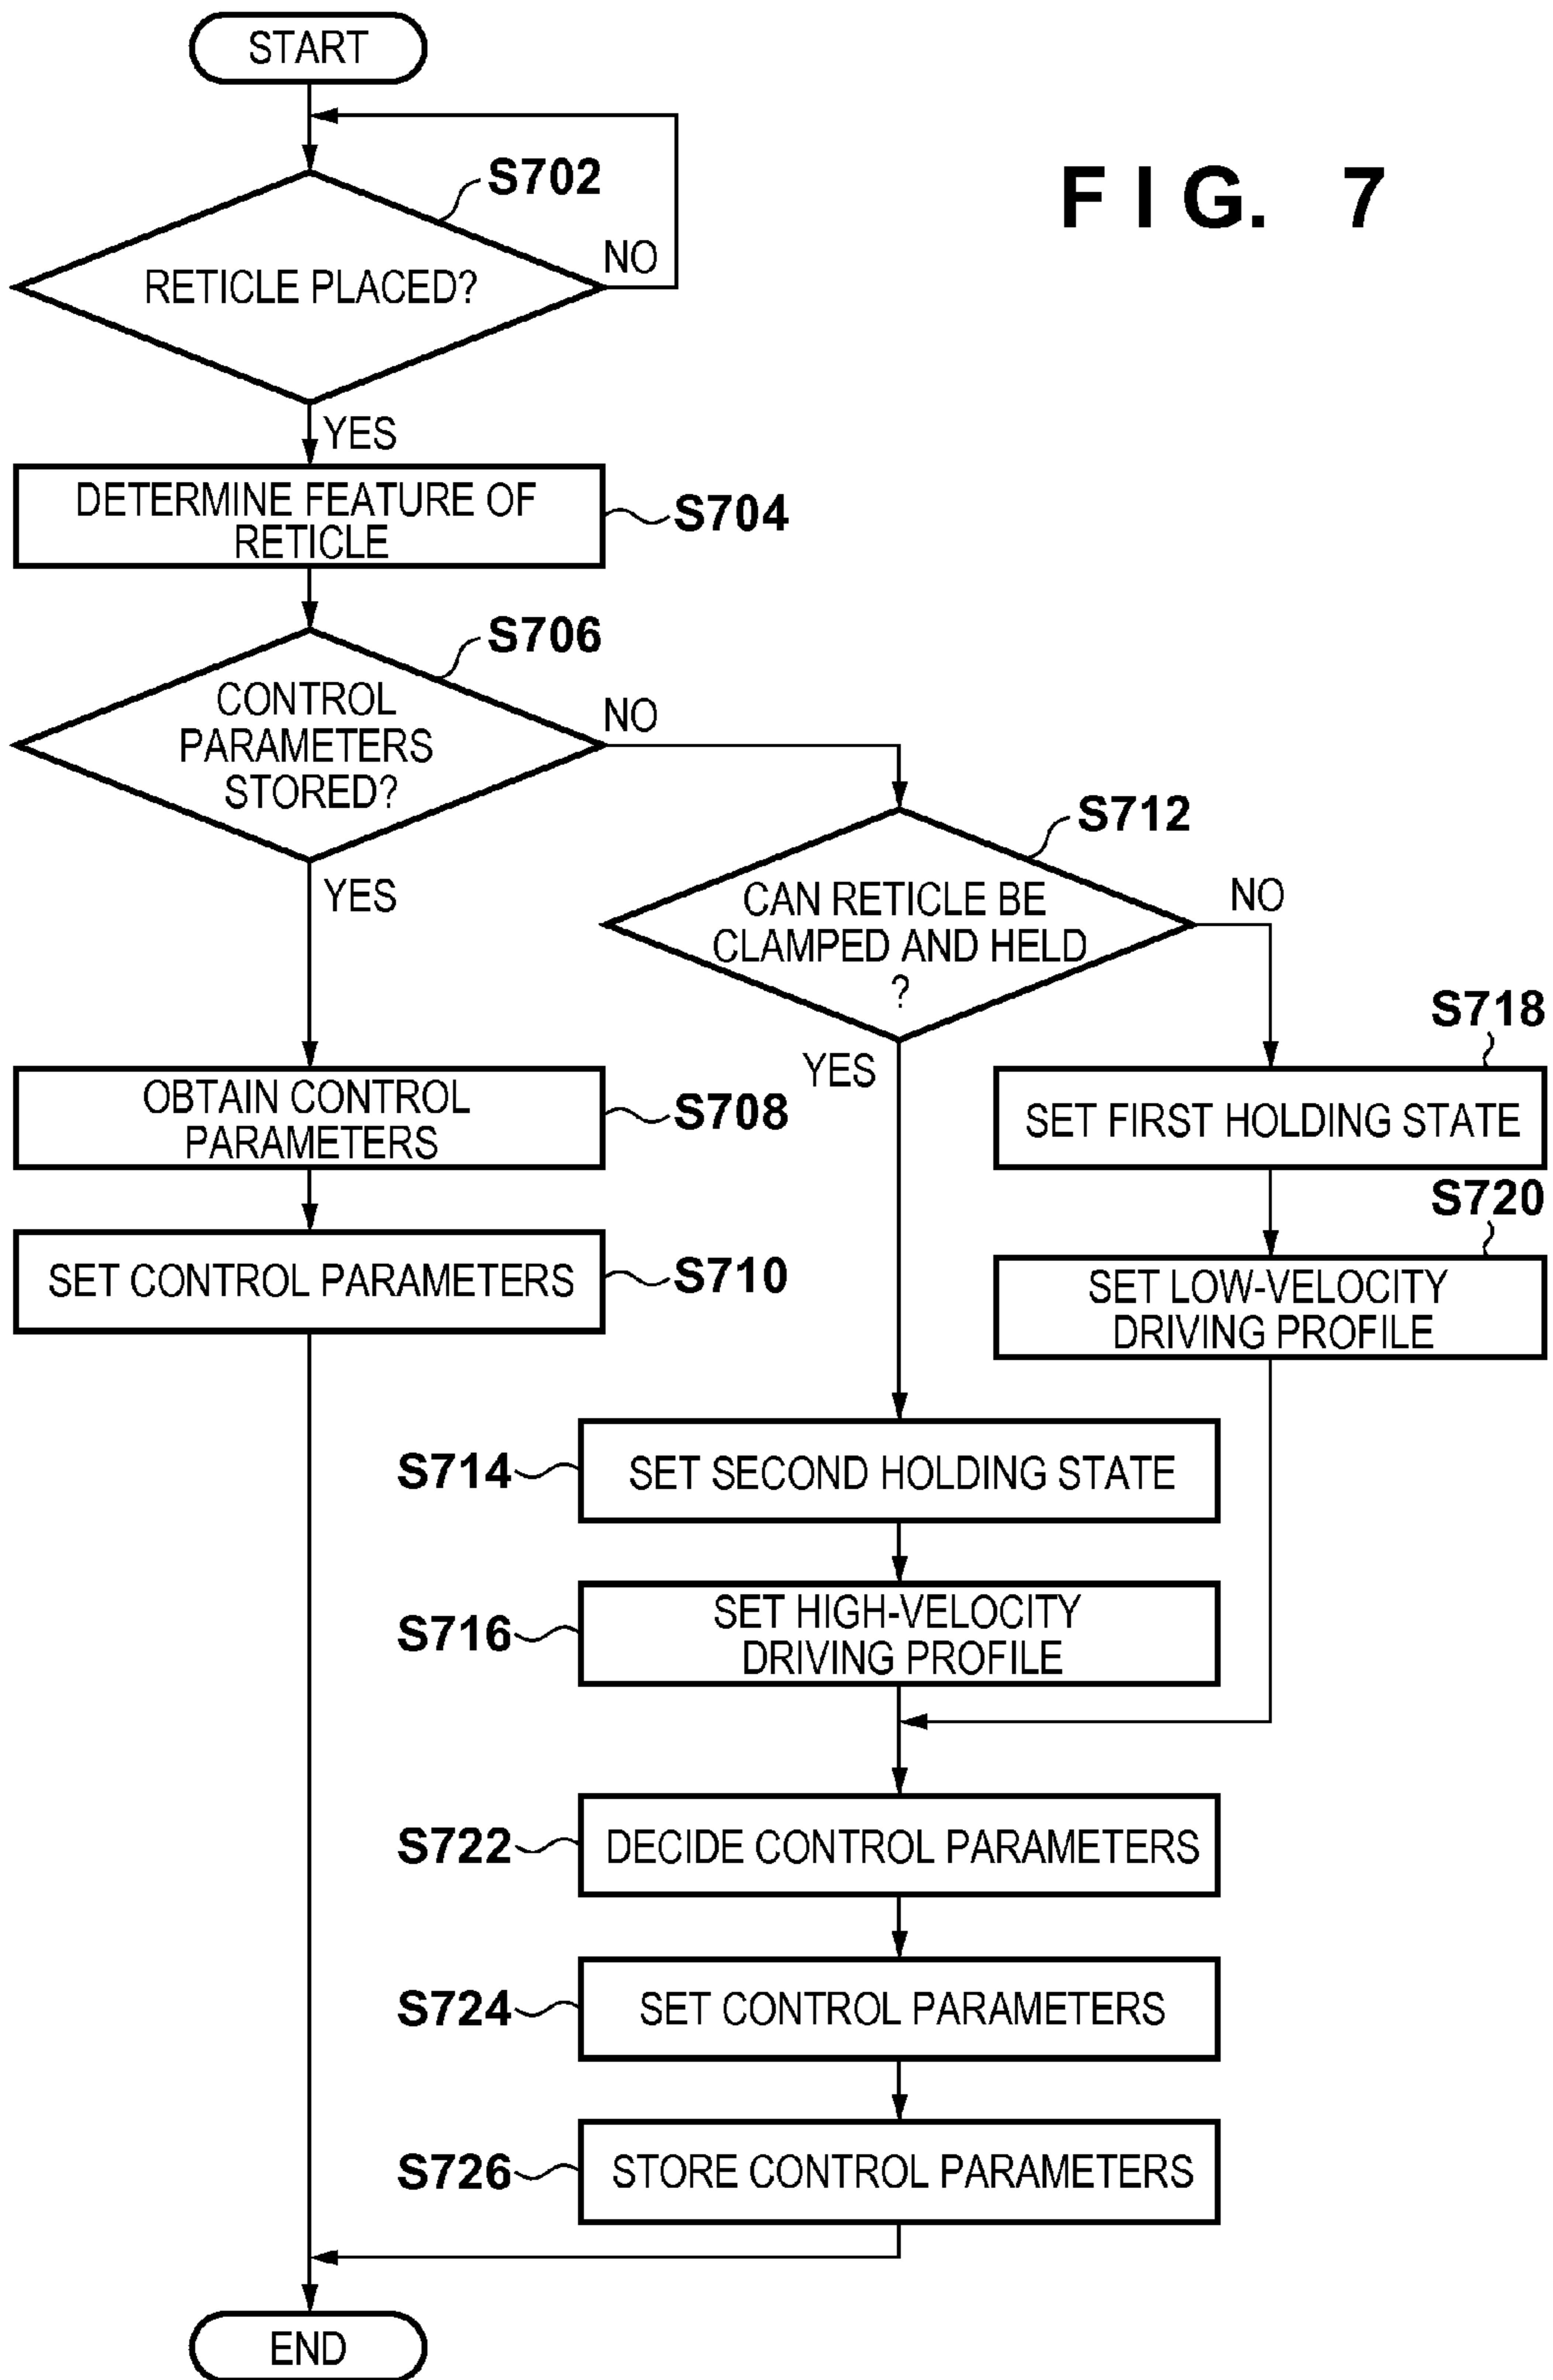 START
FIG. 7
S702
RETICLE PLACED?
NO
YES
DETERMINE FEATURE OF
RETICLE
S704
S706
CONTROL
PARAMETERS
STORED?
NO
YES
S712
CAN RETICLE BE
CLAMPED AND HELD
?
NO
YES
S718
SET FIRST HOLDING STATE
OBTAIN CONTROL
PARAMETERS
S708
S720
SET LOW-VELOCITY
DRIVING PROFILE
SET CONTROL PARAMETERS
S710
S714
SET SECOND HOLDING STATE
S716
SET HIGH-VELOCITY
DRIVING PROFILE
S722
DECIDE CONTROL PARAMETERS
S724
SET CONTROL PARAMETERS
S726
STORE CONTROL PARAMETERS
END